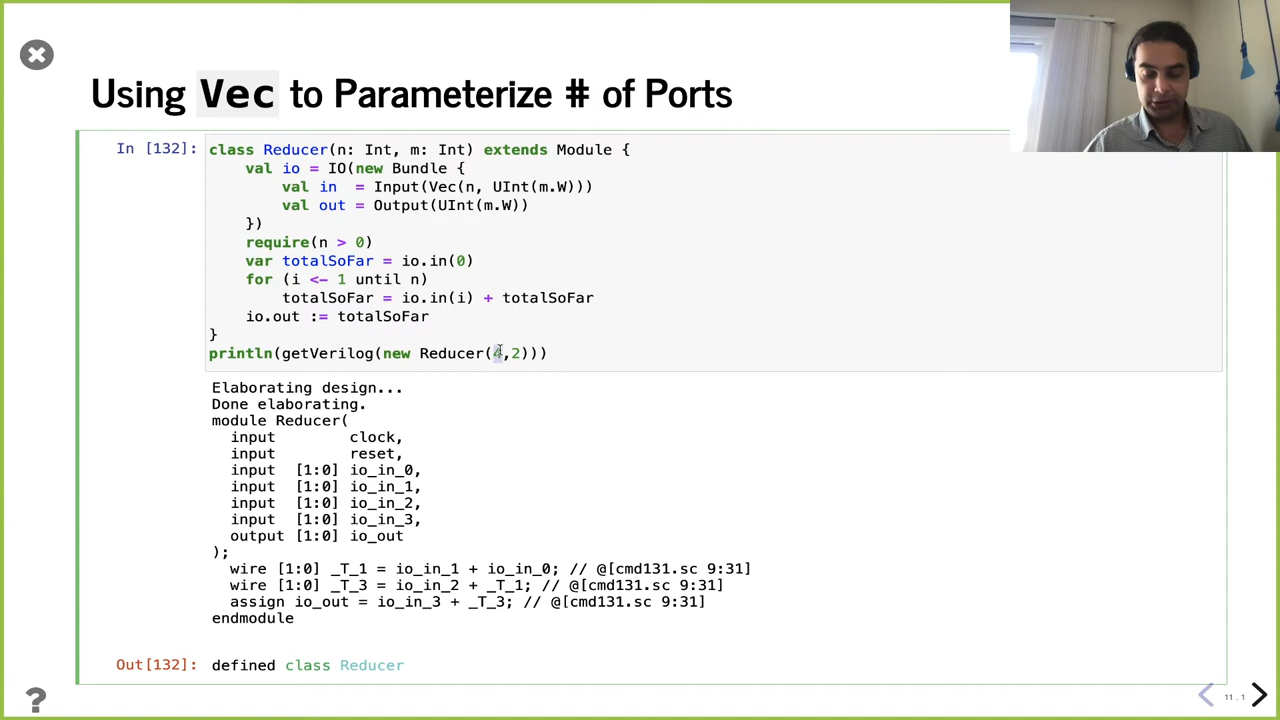 Using Vec to Parameterize # of Ports
In [132]:
class Reducer(n: Int, m: Int) extends Module {
    val io = IO(new Bundle {
        val in  = Input(Vec(n, UInt(m.W)))
        val out = Output(UInt(m.W))
    })
    require(n > 0)
    var totalSoFar = io.in(0)
    for (i <- 1 until n)
        totalSoFar = io.in(i) + totalSoFar
    io.out := totalSoFar
}
println(getVerilog(new Reducer(4,2)))
Elaborating design...
Done elaborating.
module Reducer(
  input        clock,
  input        reset,
  input  [1:0] io_in_0,
  input  [1:0] io_in_1,
  input  [1:0] io_in_2,
  input  [1:0] io_in_3,
  output [1:0] io_out
);
  wire [1:0] _T_1 = io_in_1 + io_in_0; // @[cmd131.sc 9:31]
  wire [1:0] _T_3 = io_in_2 + _T_1; // @[cmd131.sc 9:31]
  assign io_out = io_in_3 + _T_3; // @[cmd131.sc 9:31]
endmodule
Out[132]: defined class Reducer
?
11 . 1